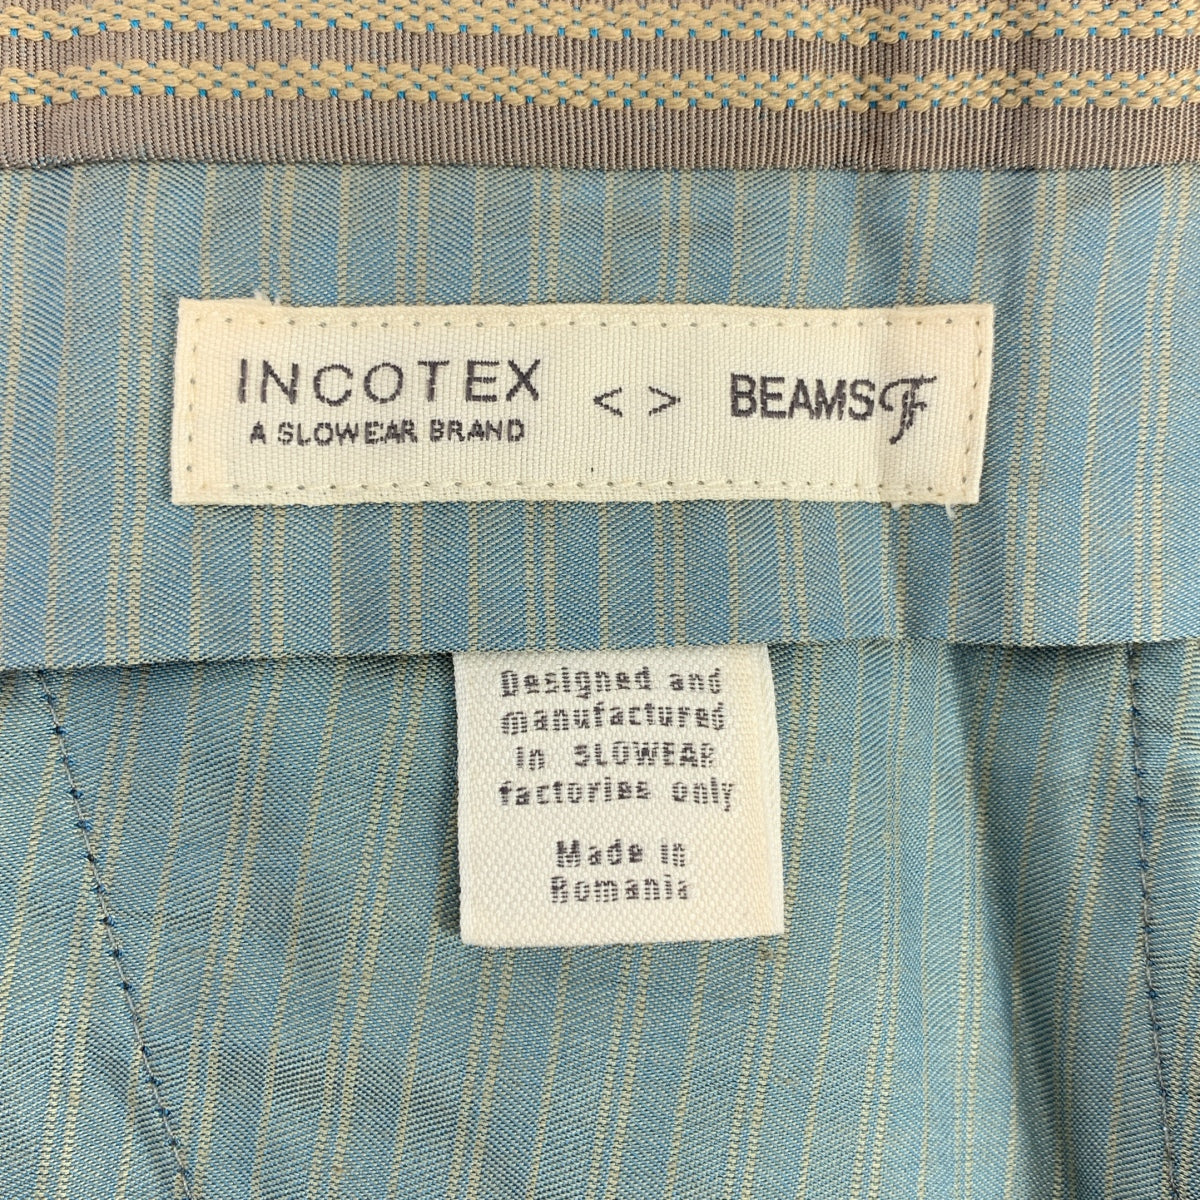 INCOTEX < > BEAMS F
A SLOWEAR BRAND
Designed and
manufactured
in SLOWEAR
factories only
Made in
Romania